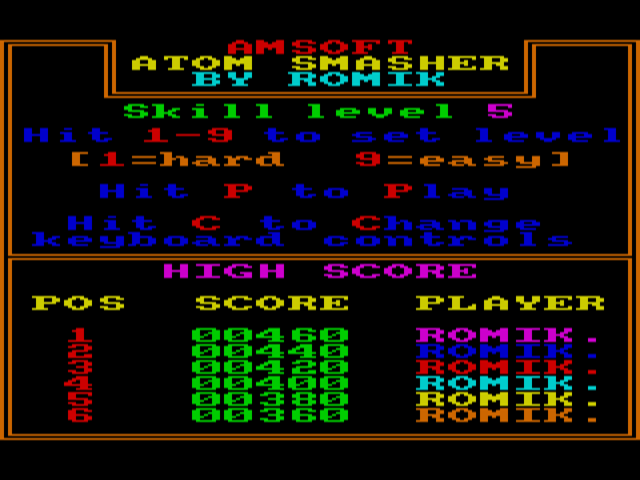 AMSOFT
ATOM SMASHER
BY ROMIK
Skill level 5
Hit 1-9 to set level
[1=hard 9=easy]
Hit P to Play
Hit C to Change
keyboard controls
HIGH SCORE
POS SCORE PLAYER
1 00460 ROMIK.
2 00440 ROMIK.
3 00420 ROMIK.
4 00400 ROMIK.
5 00380 ROMIK.
6 00360 ROMIK.